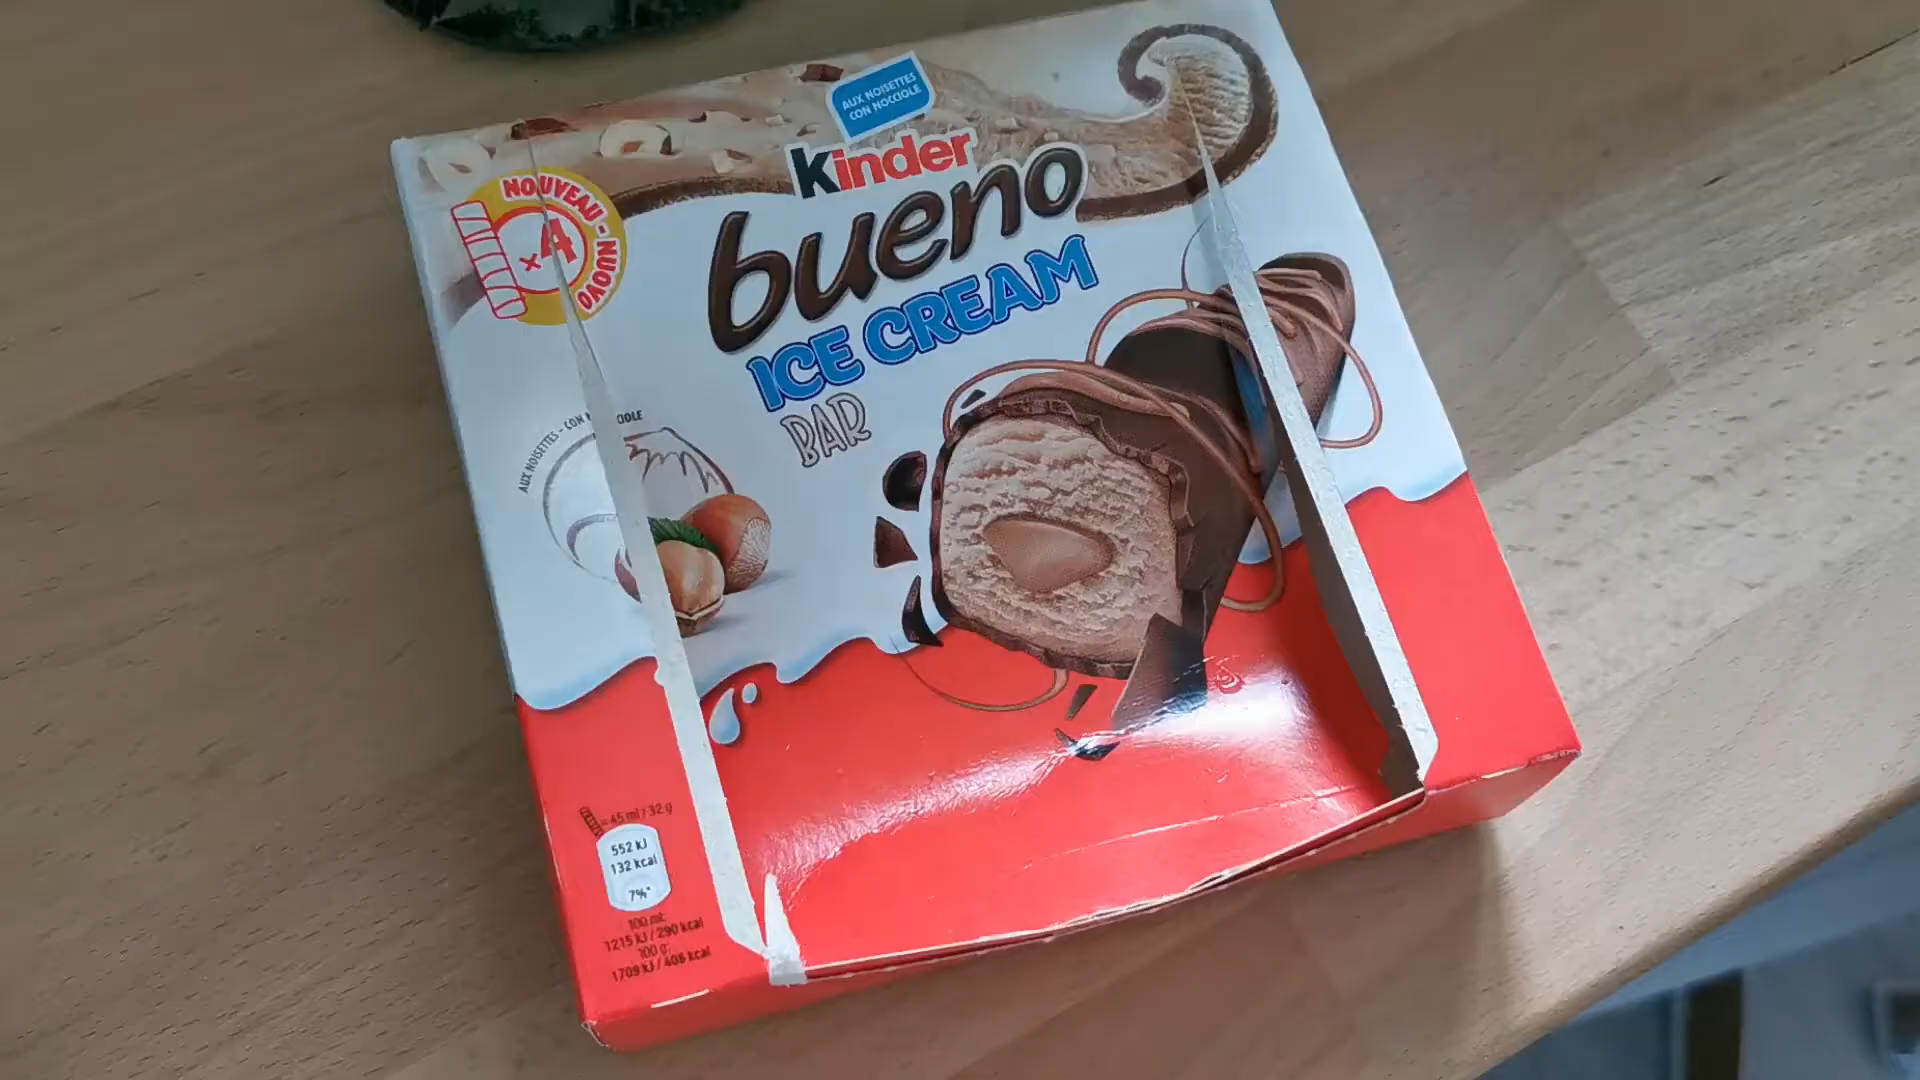 AUX NOISETTES
CON NOCCIOLE
Kinder
bueno
ICE CREAM
BAR
NOUVEAU - NUOVO
x4
AUX NOISETTES - CON
= 45 ml / 32 g
552 kJ
132 kcal
7%*
100 ml:
1215 kJ / 290 kcal
100 g:
1709 kJ / 408 kcal